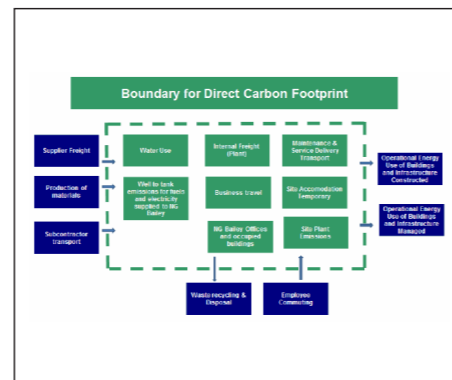 Boundary for Direct Carbon Footprint
Supplier Freight
Production of
materials
Subcontractor
transport
Water Use
Internal Freight
(Plant)
Maintenance &
Service Delivery
Transport
Well to tank
emissions for fuels
and electricity
supplied to NG
Bailey
Business travel
Site Accomodation
Temporary
NG Bailey Offices
and occupied
buildings
Site Plant
Emissions
Operational Energy
Use of Buildings
and Infrastructure
Constructed
Operational Energy
Use of Buildings
and Infrastructure
Managed
Waste recycling &
Disposal
Employee
Commuting